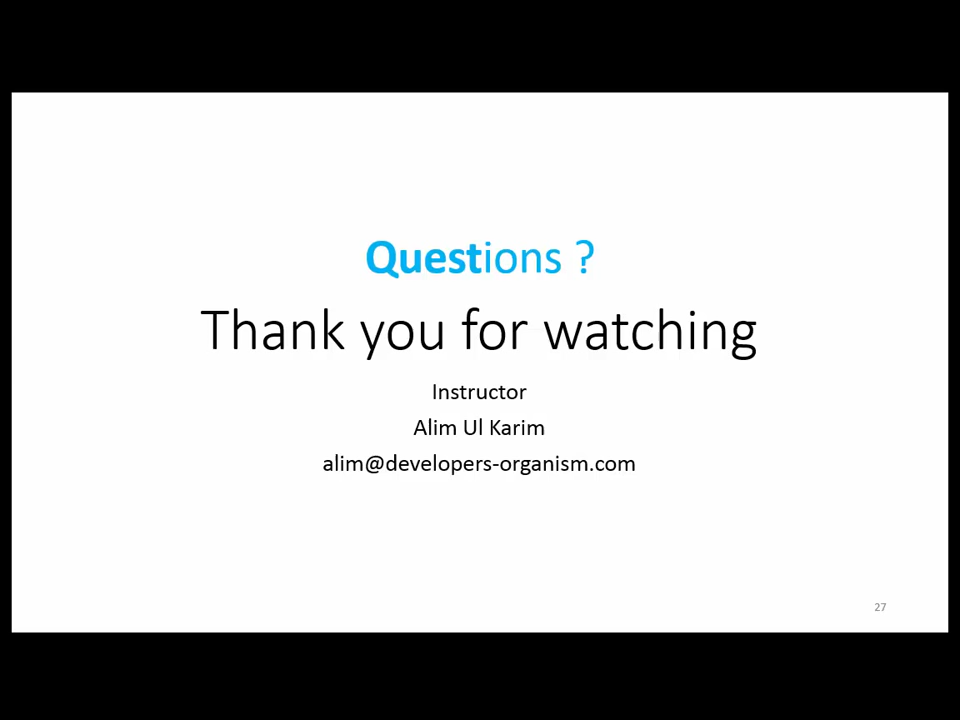 Questions ?
Thank you for watching
Instructor
Alim Ul Karim
alim@developers-organism.com
27